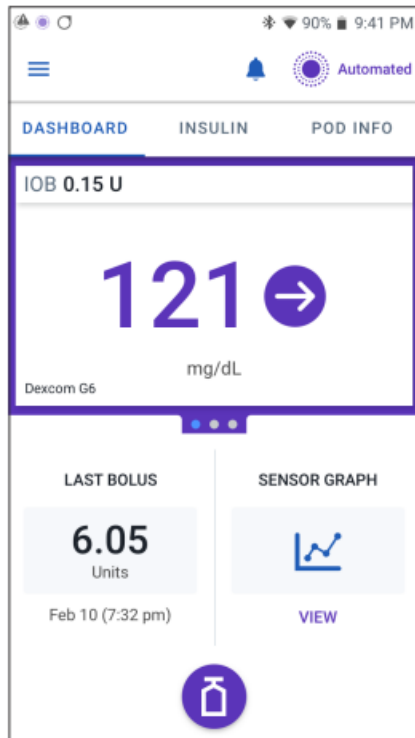 90% 9:41 PM
Automated
DASHBOARD INSULIN POD INFO
IOB 0.15 U
121
mg/dL
Dexcom G6
LAST BOLUS SENSOR GRAPH
6.05
Units
Feb 10 (7:32 pm) VIEW